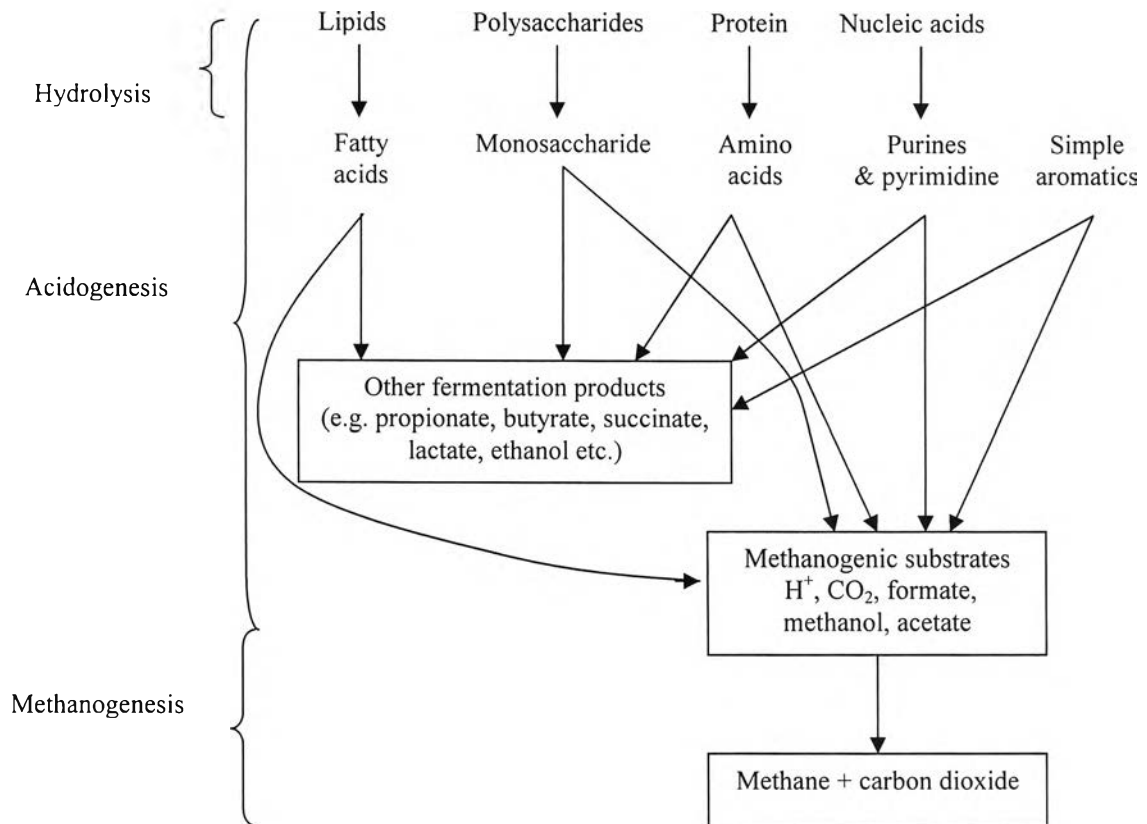 Lipids Polysaccharides Protein Nucleic acids
Hydrolysis
Fatty acids
Monosaccharide
Amino acids
Purines & pyrimidine
Simple aromatics
Acidogenesis
Other fermentation products
(e.g. propionate, butyrate, succinate,
lactate, ethanol etc.)
Methanogenic substrates
H⁺, CO₂, formate,
methanol, acetate
Methanogenesis
Methane + carbon dioxide